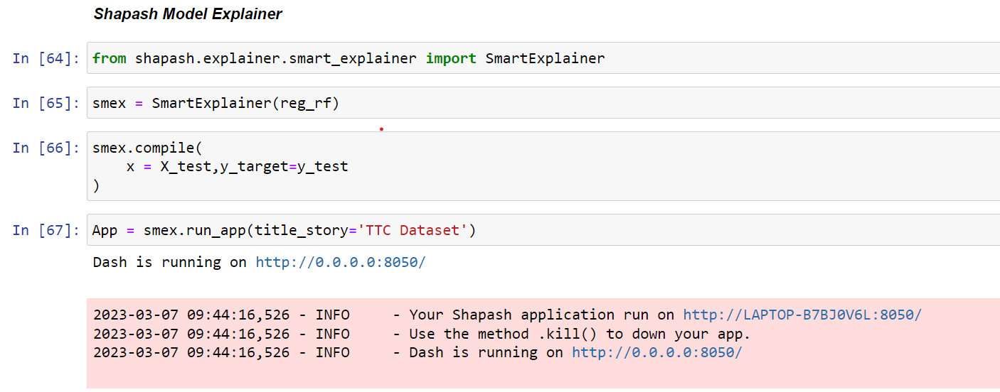 Shapash Model Explainer
In [64]: from shapash.explainer.smart_explainer import SmartExplainer
In [65]: smex = SmartExplainer(reg_rf)
In [66]: smex.compile(
    x = X_test,y_target=y_test
)
In [67]: App = smex.run_app(title_story='TTC Dataset')
Dash is running on http://0.0.0.0:8050/
2023-03-07 09:44:16,526 - INFO     - Your Shapash application run on http://LAPTOP-B7BJ0V6L:8050/
2023-03-07 09:44:16,526 - INFO     - Use the method .kill() to down your app.
2023-03-07 09:44:16,526 - INFO     - Dash is running on http://0.0.0.0:8050/